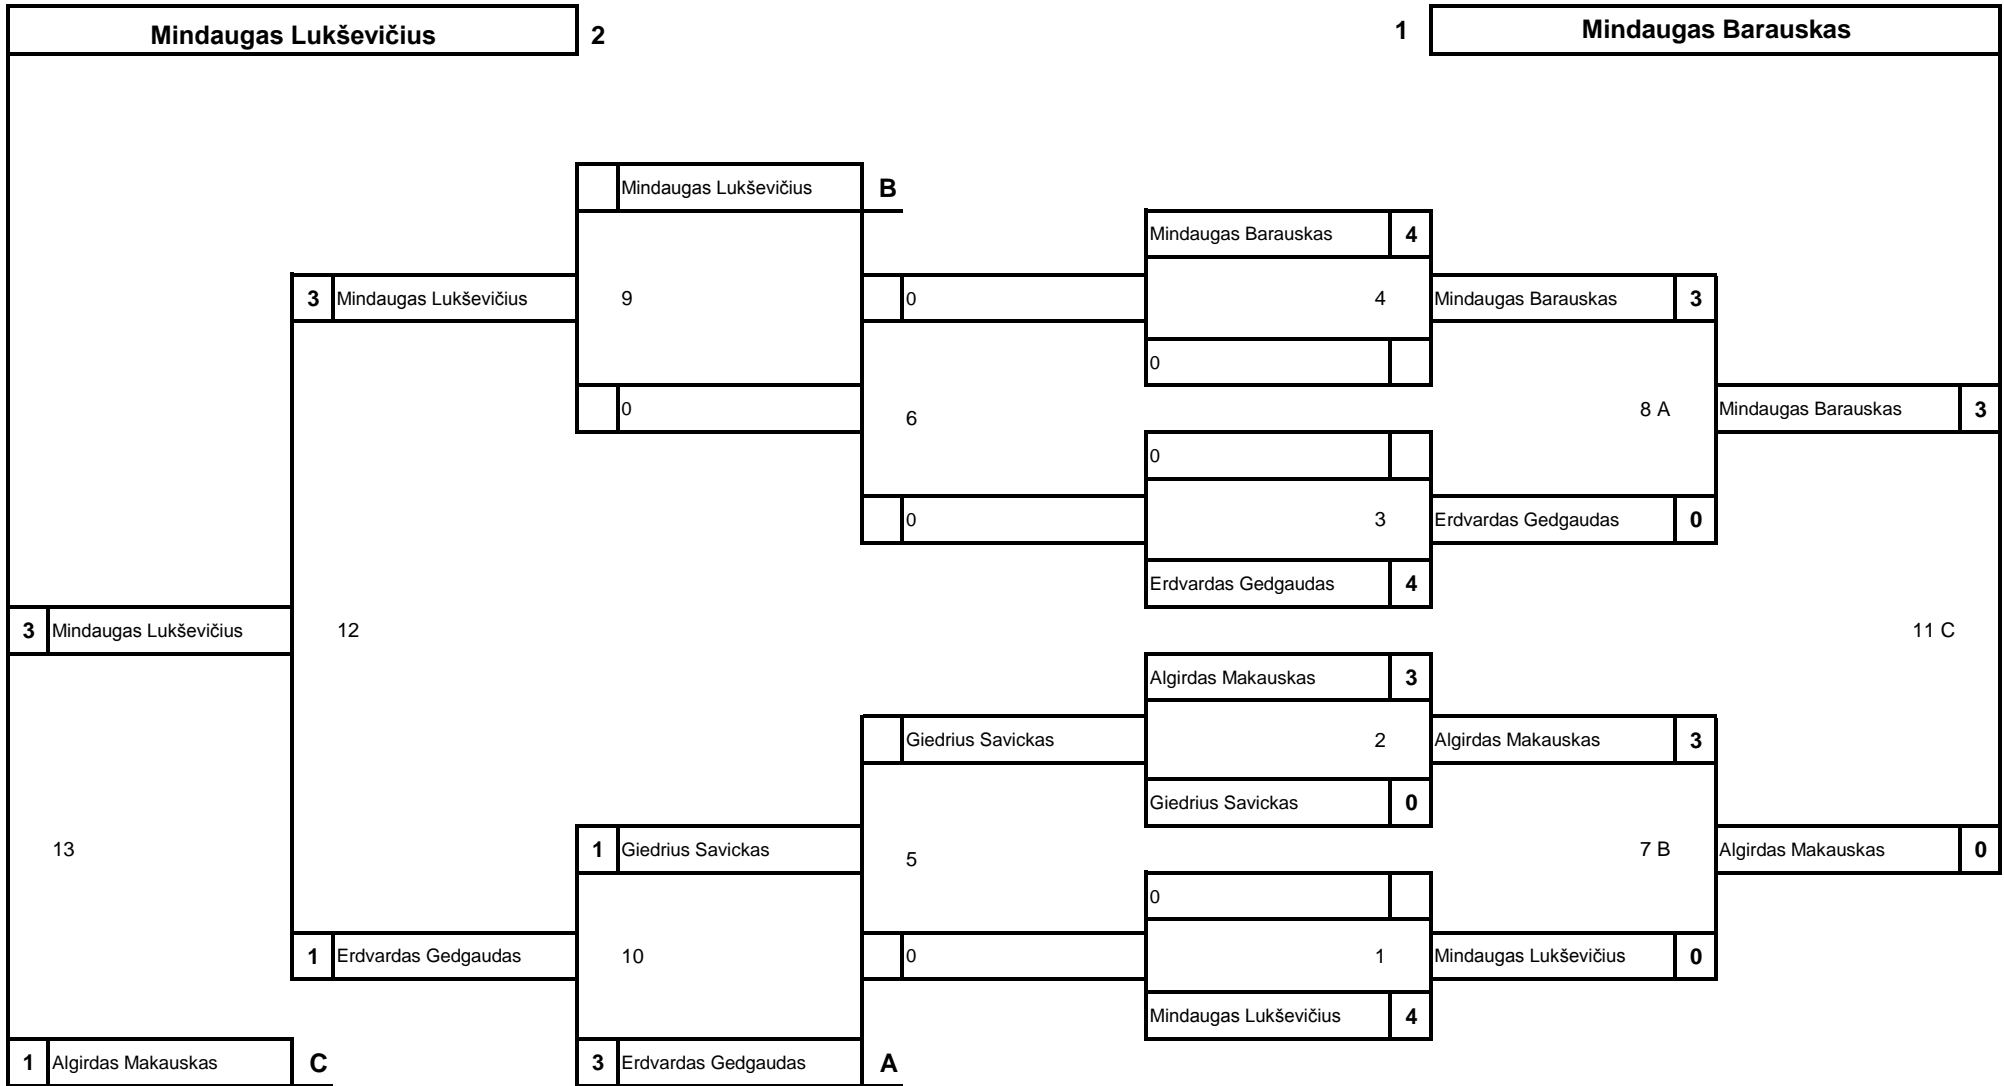 Mindaugas Lukševičius 2 1 Mindaugas Barauskas
Mindaugas Lukševičius B
Mindaugas Barauskas 4
3 Mindaugas Lukševičius 9 0 4 Mindaugas Barauskas 3
0
0 6 8 A Mindaugas Barauskas 3
0
0 3 Erdvardas Gedgaudas 0
Erdvardas Gedgaudas 4
3 Mindaugas Lukševičius 12 11 C
Algirdas Makauskas 3
Giedrius Savickas 2 Algirdas Makauskas 3
Giedrius Savickas 0
13 1 Giedrius Savickas 5 7 B Algirdas Makauskas 0
0
1 Erdvardas Gedgaudas 10 0 1 Mindaugas Lukševičius 0
Mindaugas Lukševičius 4
1 Algirdas Makauskas C 3 Erdvardas Gedgaudas A